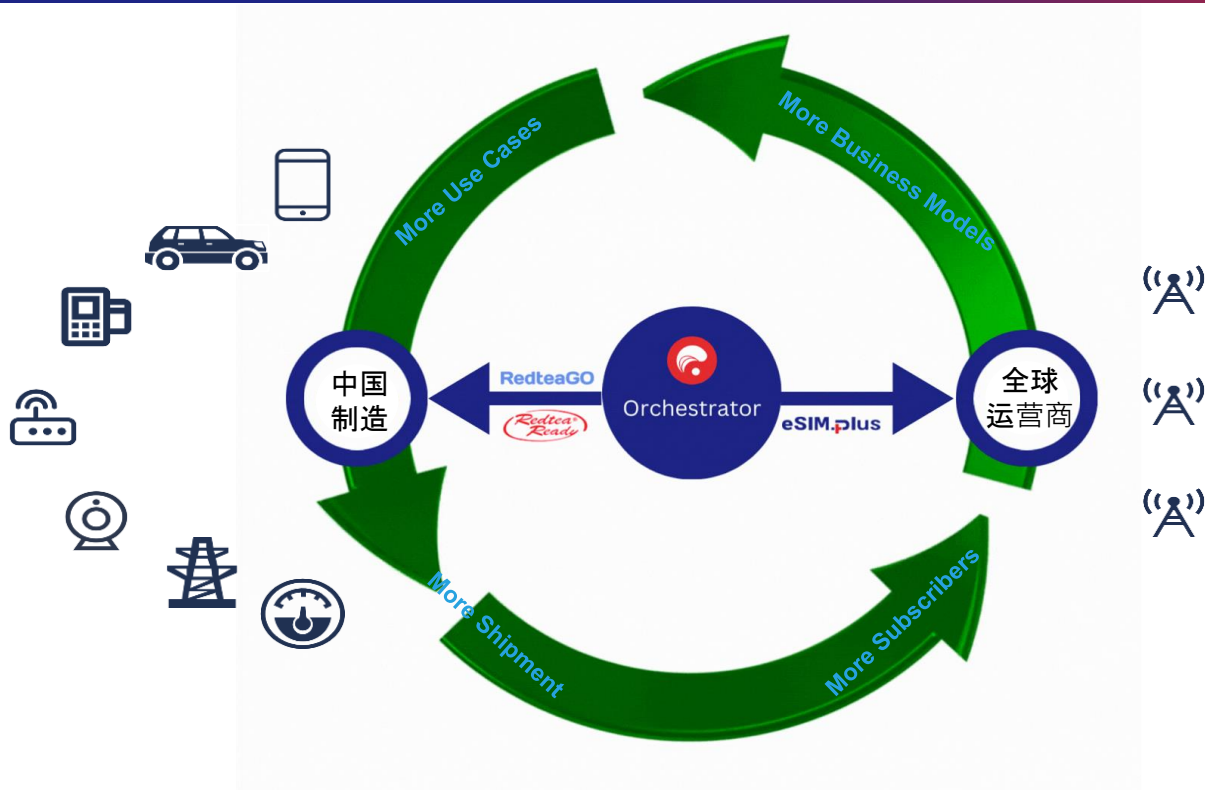 More Use Cases
More Business Models
中国
制造
RedteaGO
Redtea®
Ready
Orchestrator
eSIM.plus
全球
运营商
More Shipment
More Subscribers